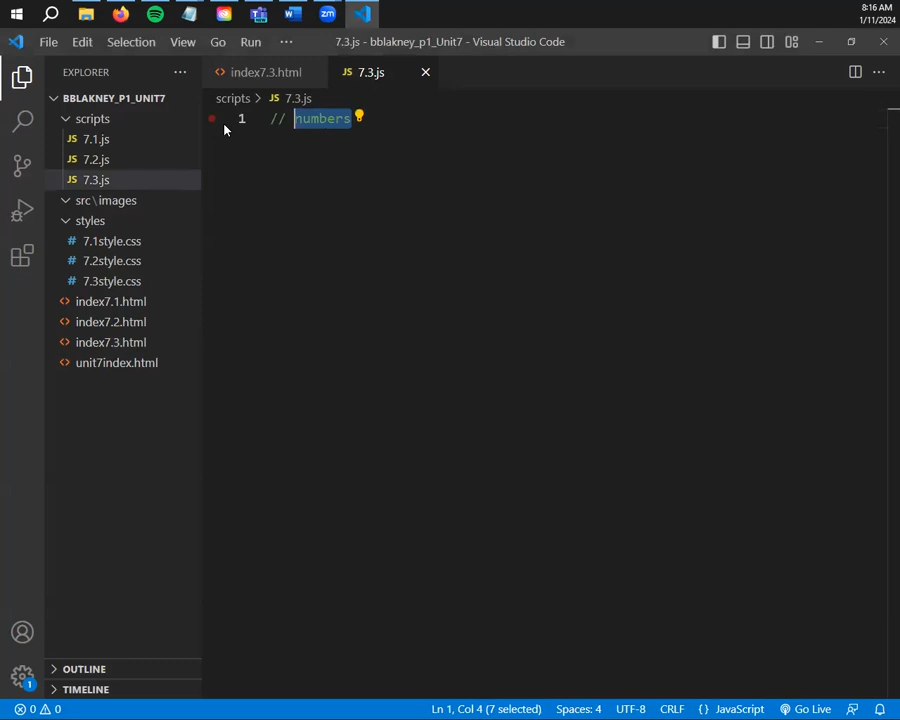 8:16 AM
1/11/2024
File Edit Selection View Go Run ··· 7.3.js - bblakney_p1_Unit7 - Visual Studio Code
EXPLORER ···
<> index7.3.html
JS 7.3.js
BBLAKNEY_P1_UNIT7
scripts > JS 7.3.js
scripts
1 // numbers
JS 7.1.js
JS 7.2.js
JS 7.3.js
src\images
styles
# 7.1style.css
# 7.2style.css
# 7.3style.css
<> index7.1.html
<> index7.2.html
<> index7.3.html
<> unit7index.html
OUTLINE
TIMELINE
1
0 0 Ln 1, Col 4 (7 selected) Spaces: 4 UTF-8 CRLF {} JavaScript Go Live